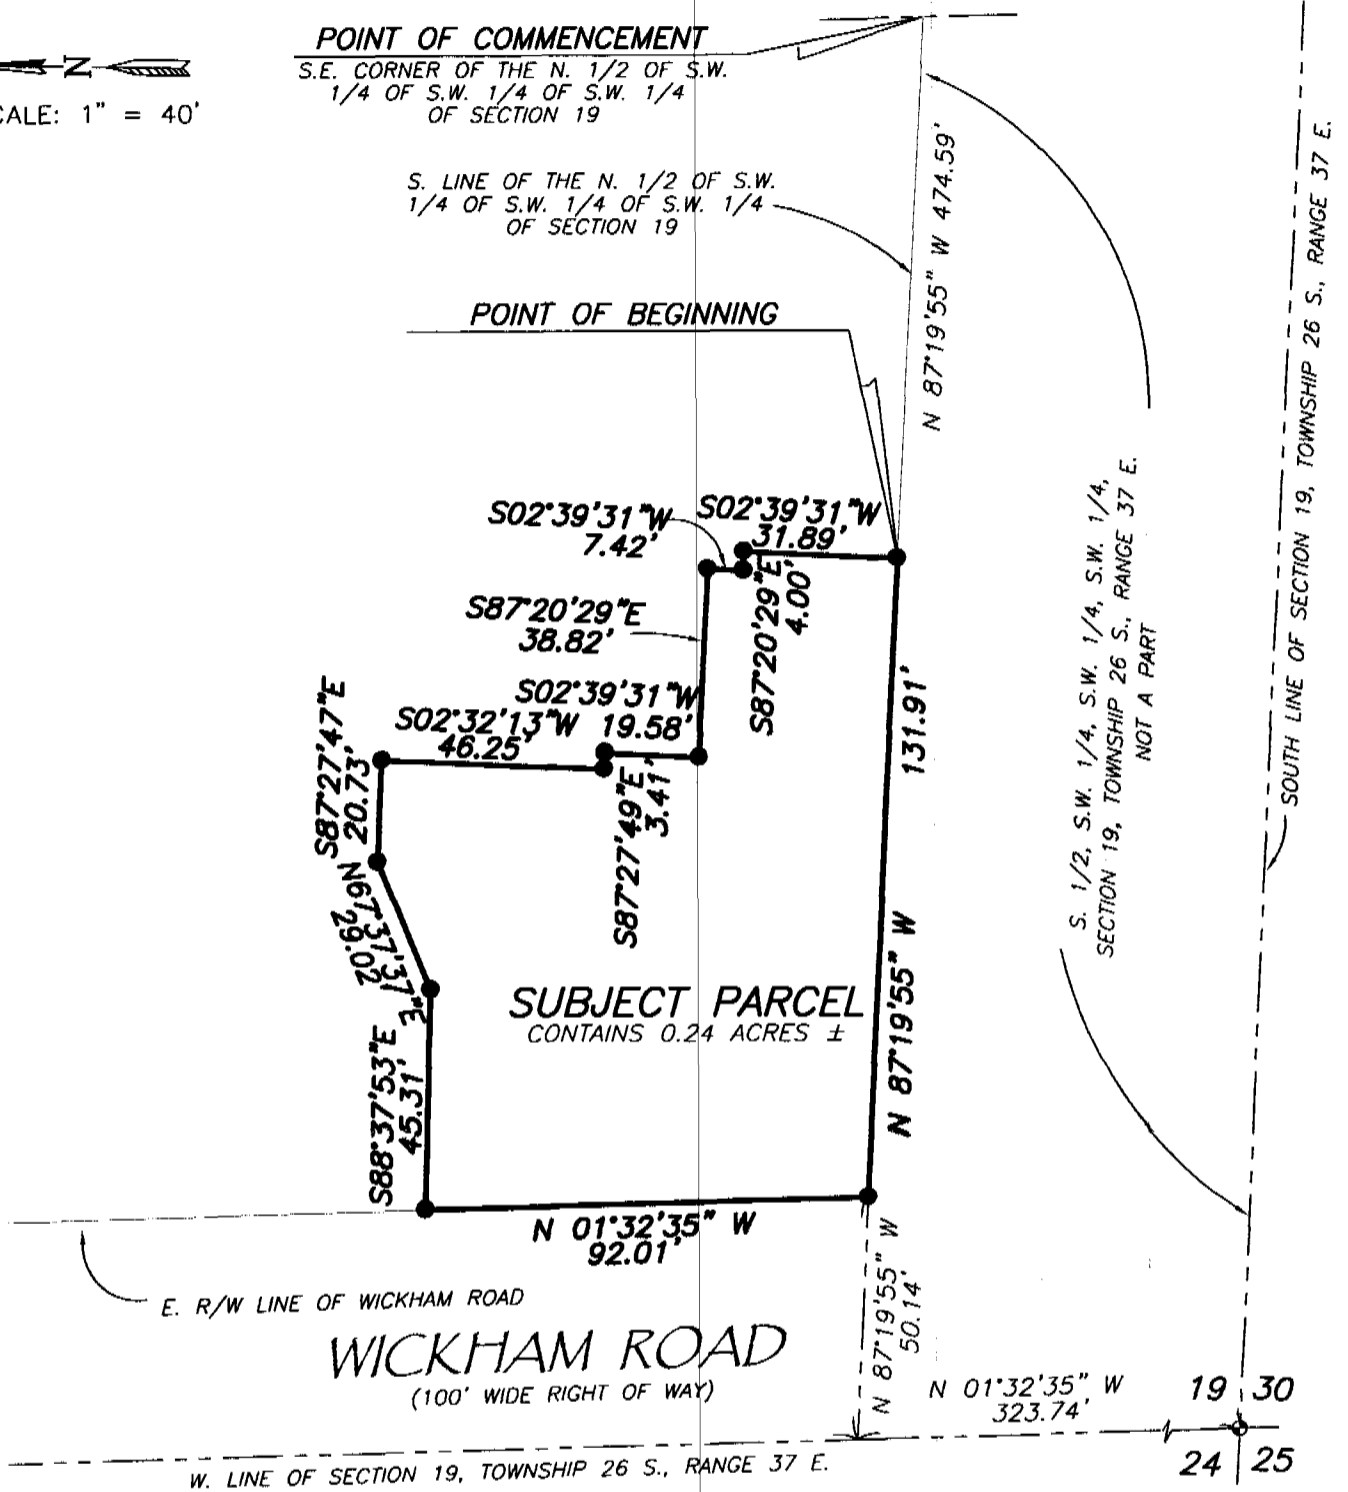 N
CALE: 1" = 40'
POINT OF COMMENCEMENT
S.E. CORNER OF THE N. 1/2 OF S.W.
1/4 OF S.W. 1/4 OF S.W. 1/4
OF SECTION 19
S. LINE OF THE N. 1/2 OF S.W.
1/4 OF S.W. 1/4 OF S.W. 1/4
OF SECTION 19
N 87°19'55" W 474.59'
POINT OF BEGINNING
S02°39'31"W
7.42'
S02°39'31"W
31.89'
S87°20'29"E
4.00'
S87°20'29"E
38.82'
S02°39'31"W
19.58'
S02°32'13"W
46.25'
S87°27'49"E
3.41'
S87°27'47"E
20.73'
N67°37'37"E
29.02
S88°37'53"E
45.31'
131.91'
N 87°19'55" W
SUBJECT PARCEL
CONTAINS 0.24 ACRES ±
N 01°32'35" W
92.01'
E. R/W LINE OF WICKHAM ROAD
WICKHAM ROAD
(100' WIDE RIGHT OF WAY)
N 87°19'55" W
50.14'
W. LINE OF SECTION 19, TOWNSHIP 26 S., RANGE 37 E.
N 01°32'35" W
323.74'
S. 1/2, S.W. 1/4, S.W. 1/4, S.W. 1/4,
SECTION 19, TOWNSHIP 26 S., RANGE 37 E.
NOT A PART
SOUTH LINE OF SECTION 19, TOWNSHIP 26 S., RANGE 37 E.
19 30
24 25